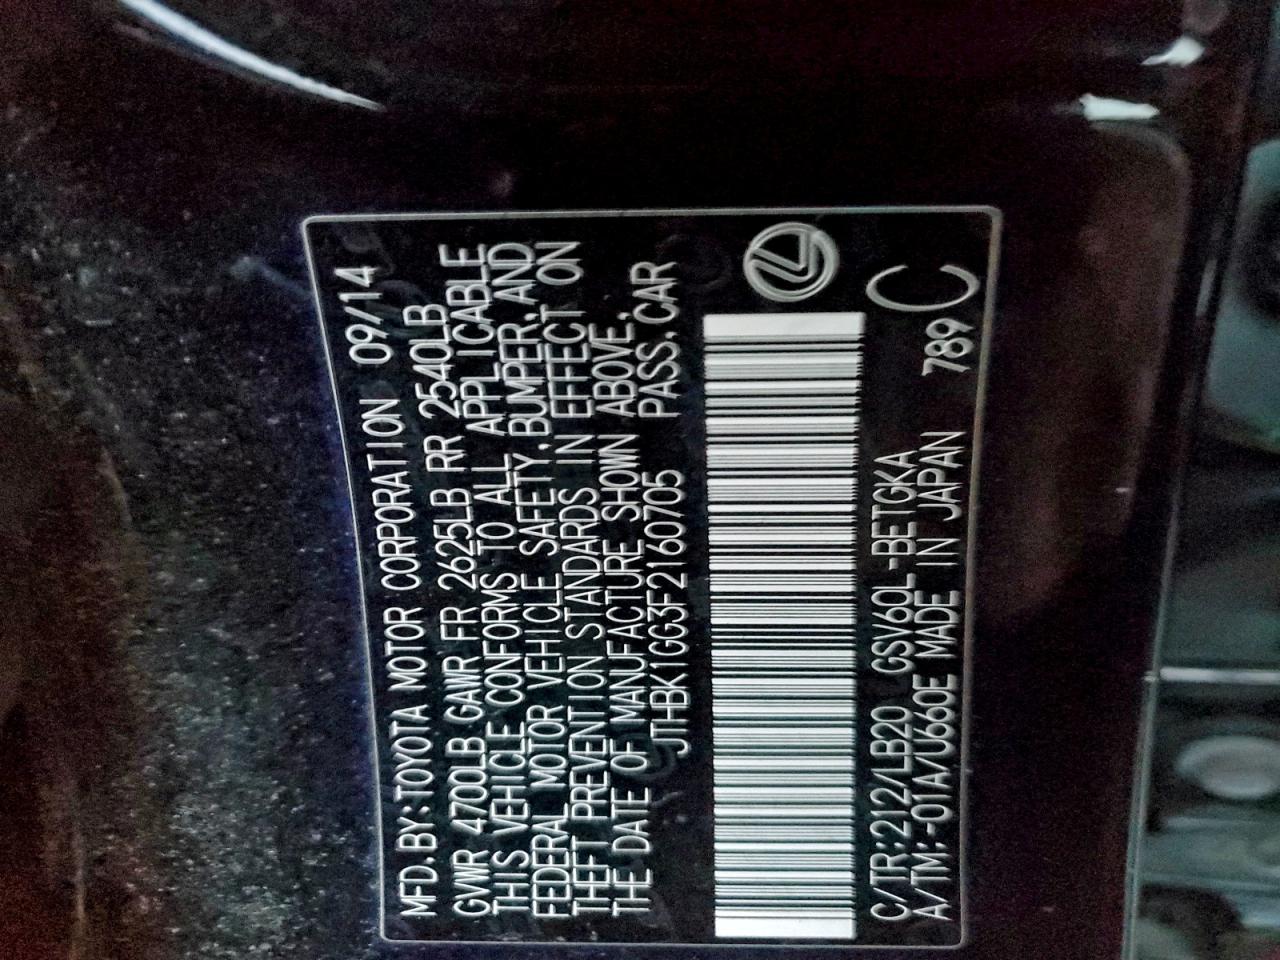 MFD.BY:TOYOTA MOTOR CORPORATION 09/14
GVWR 4700LB GAWR FR 2625LB RR 2540LB
THIS VEHICLE CONFORMS TO ALL APPLICABLE
FEDERAL MOTOR VEHICLE SAFETY,BUMPER,AND
THEFT PREVENTION STANDARDS IN EFFECT ON
THE DATE OF MANUFACTURE SHOWN ABOVE.
JTHBK1GG3F2160705 PASS.CAR
C/TR:212/LB20 GSV60L-BETGKA
A/TM:-01A/U660E MADE IN JAPAN 789 C